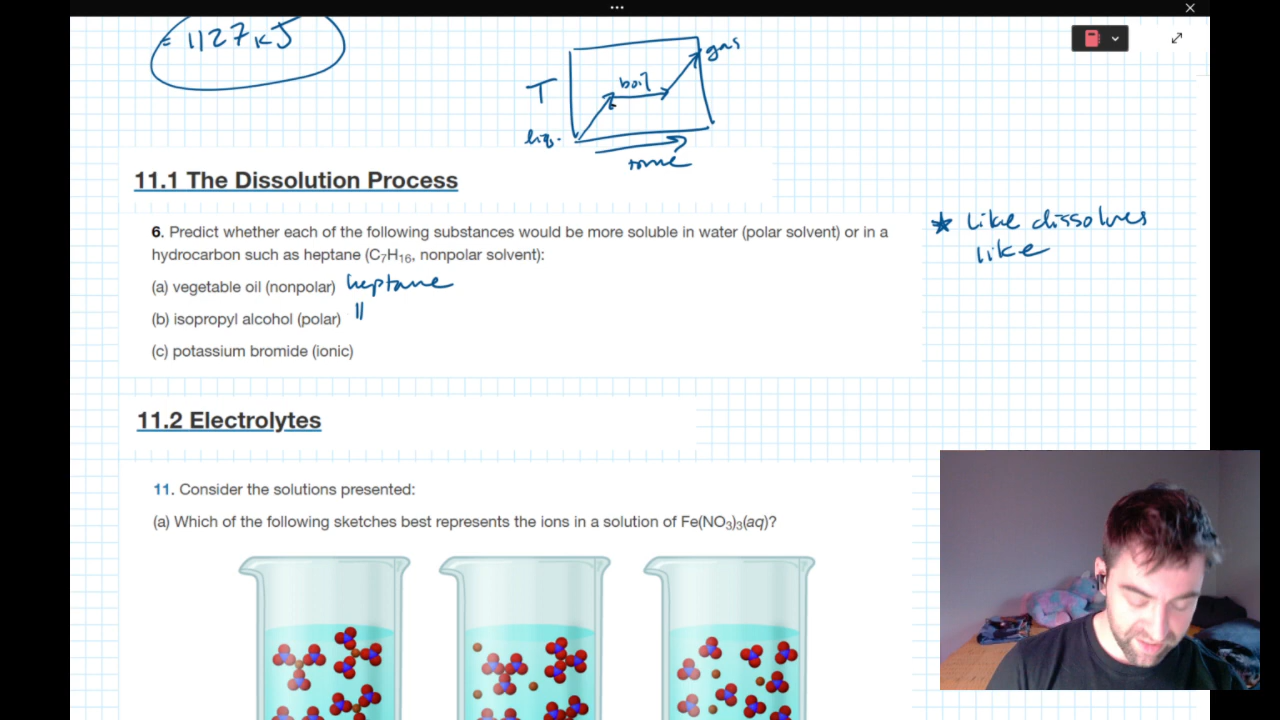 = 1127 kJ
gas
boil
T
liq.
time
11.1 The Dissolution Process
6. Predict whether each of the following substances would be more soluble in water (polar solvent) or in a
hydrocarbon such as heptane (C₇H₁₆, nonpolar solvent):
(a) vegetable oil (nonpolar) heptane
(b) isopropyl alcohol (polar)
(c) potassium bromide (ionic)
★ Like dissolves
like
11.2 Electrolytes
11. Consider the solutions presented:
(a) Which of the following sketches best represents the ions in a solution of Fe(NO₃)₃(aq)?